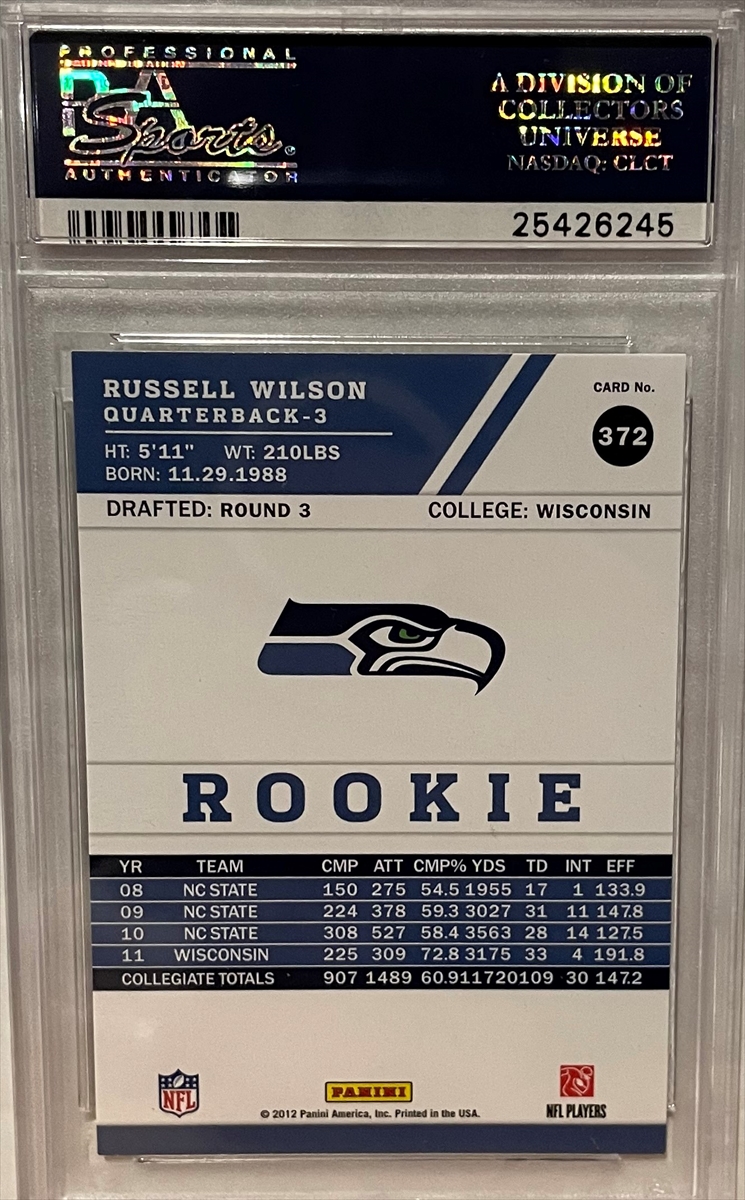 PROFESSIONAL
PSA
Sports
AUTHENTICATOR
A DIVISION OF
COLLECTORS
UNIVERSE
NASDAQ: CLCT
25426245
RUSSELL WILSON
QUARTERBACK-3
HT: 5'11" WT: 210LBS
BORN: 11.29.1988
CARD No.
372
DRAFTED: ROUND 3 COLLEGE: WISCONSIN
ROOKIE
YR TEAM CMP ATT CMP% YDS TD INT EFF
08 NC STATE 150 275 54.5 1955 17 1 133.9
09 NC STATE 224 378 59.3 3027 31 11 147.8
10 NC STATE 308 527 58.4 3563 28 14 127.5
11 WISCONSIN 225 309 72.8 3175 33 4 191.8
COLLEGIATE TOTALS 907 1489 60.9 11720 109 30 147.2
NFL
PANINI
NFL PLAYERS
© 2012 Panini America, Inc. Printed in the USA.